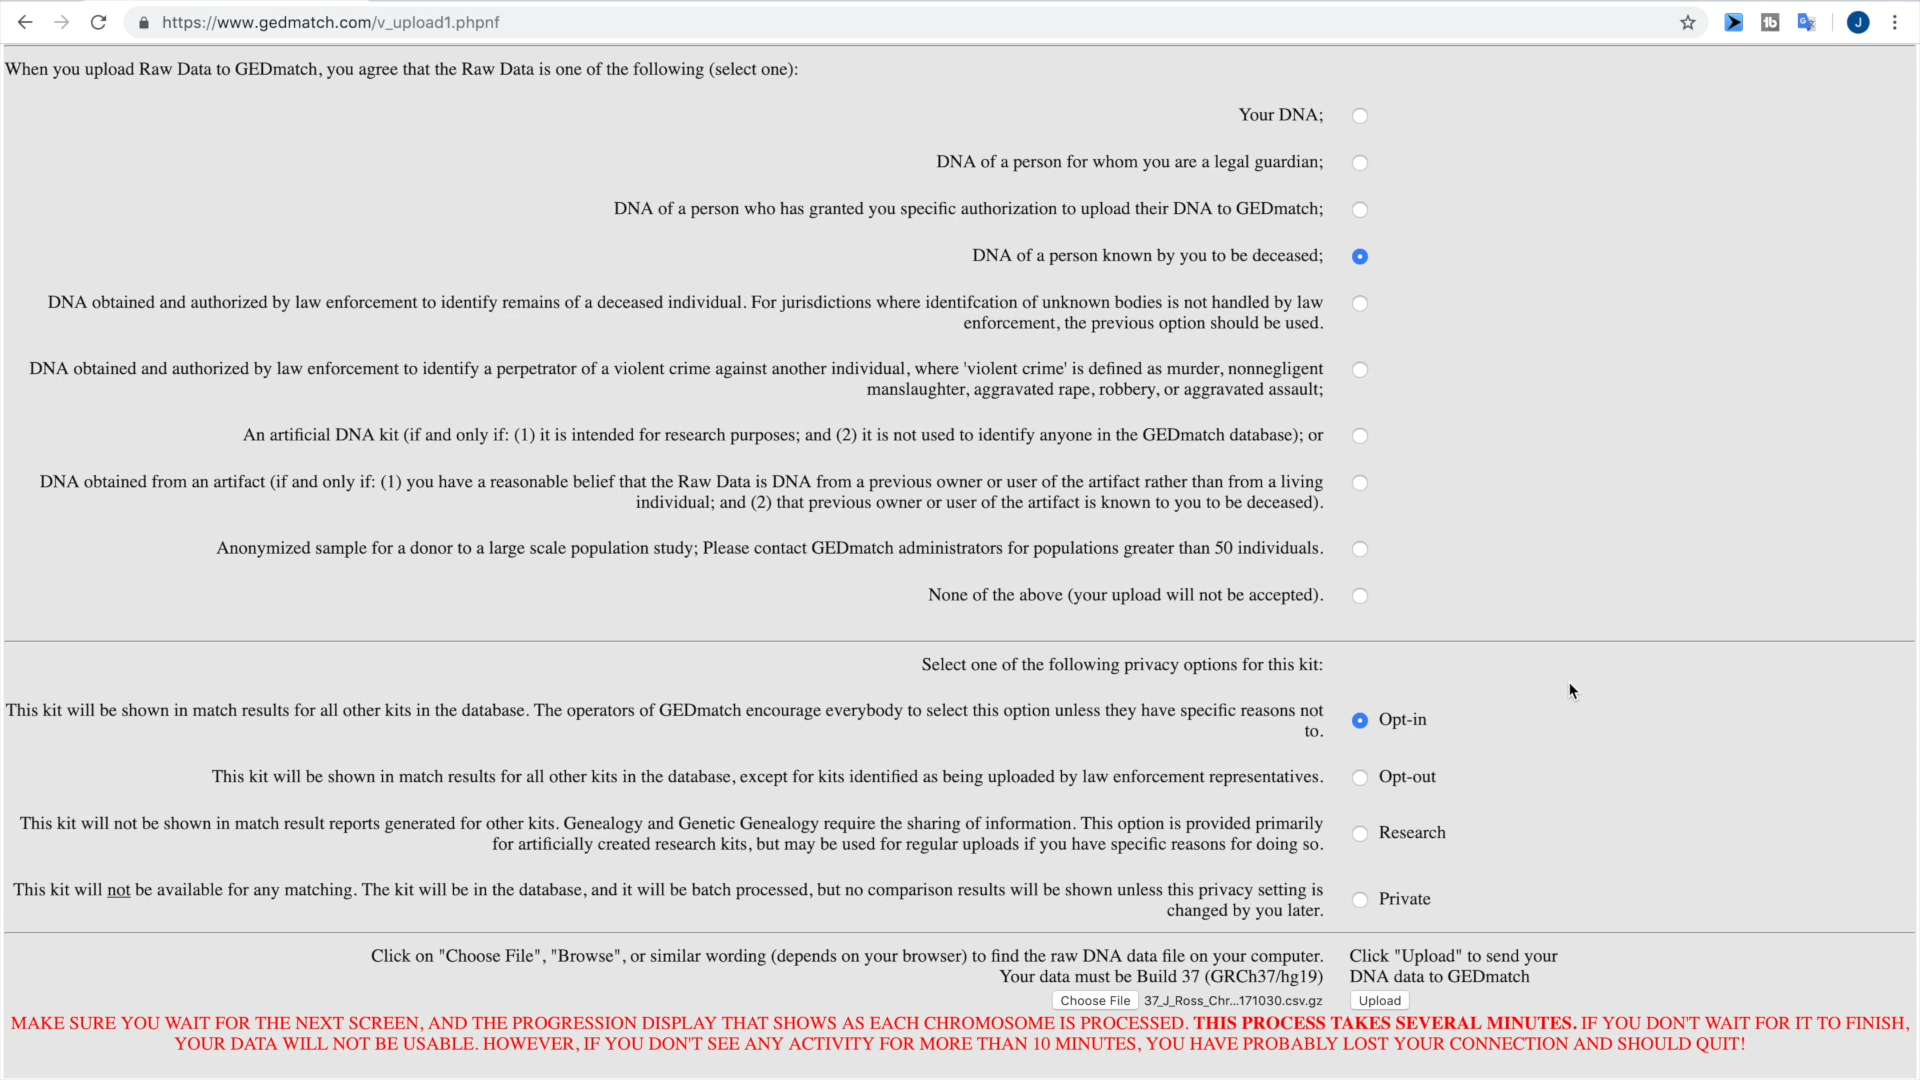 https://www.gedmatch.com/v_upload1.phpnf
J
When you upload Raw Data to GEDmatch, you agree that the Raw Data is one of the following (select one):
Your DNA;
DNA of a person for whom you are a legal guardian;
DNA of a person who has granted you specific authorization to upload their DNA to GEDmatch;
DNA of a person known by you to be deceased;
DNA obtained and authorized by law enforcement to identify remains of a deceased individual. For jurisdictions where identifcation of unknown bodies is not handled by law
enforcement, the previous option should be used.
DNA obtained and authorized by law enforcement to identify a perpetrator of a violent crime against another individual, where 'violent crime' is defined as murder, nonnegligent
manslaughter, aggravated rape, robbery, or aggravated assault;
An artificial DNA kit (if and only if: (1) it is intended for research purposes; and (2) it is not used to identify anyone in the GEDmatch database); or
DNA obtained from an artifact (if and only if: (1) you have a reasonable belief that the Raw Data is DNA from a previous owner or user of the artifact rather than from a living
individual; and (2) that previous owner or user of the artifact is known to you to be deceased).
Anonymized sample for a donor to a large scale population study; Please contact GEDmatch administrators for populations greater than 50 individuals.
None of the above (your upload will not be accepted).
Select one of the following privacy options for this kit:
This kit will be shown in match results for all other kits in the database. The operators of GEDmatch encourage everybody to select this option unless they have specific reasons not
to.
Opt-in
This kit will be shown in match results for all other kits in the database, except for kits identified as being uploaded by law enforcement representatives.
Opt-out
This kit will not be shown in match result reports generated for other kits. Genealogy and Genetic Genealogy require the sharing of information. This option is provided primarily
for artificially created research kits, but may be used for regular uploads if you have specific reasons for doing so.
Research
This kit will not be available for any matching. The kit will be in the database, and it will be batch processed, but no comparison results will be shown unless this privacy setting is
changed by you later.
Private
Click on "Choose File", "Browse", or similar wording (depends on your browser) to find the raw DNA data file on your computer.
Your data must be Build 37 (GRCh37/hg19)
Choose File 37_J_Ross_Chr...171030.csv.gz
Click "Upload" to send your
DNA data to GEDmatch
Upload
MAKE SURE YOU WAIT FOR THE NEXT SCREEN, AND THE PROGRESSION DISPLAY THAT SHOWS AS EACH CHROMOSOME IS PROCESSED. THIS PROCESS TAKES SEVERAL MINUTES. IF YOU DON'T WAIT FOR IT TO FINISH,
YOUR DATA WILL NOT BE USABLE. HOWEVER, IF YOU DON'T SEE ANY ACTIVITY FOR MORE THAN 10 MINUTES, YOU HAVE PROBABLY LOST YOUR CONNECTION AND SHOULD QUIT!